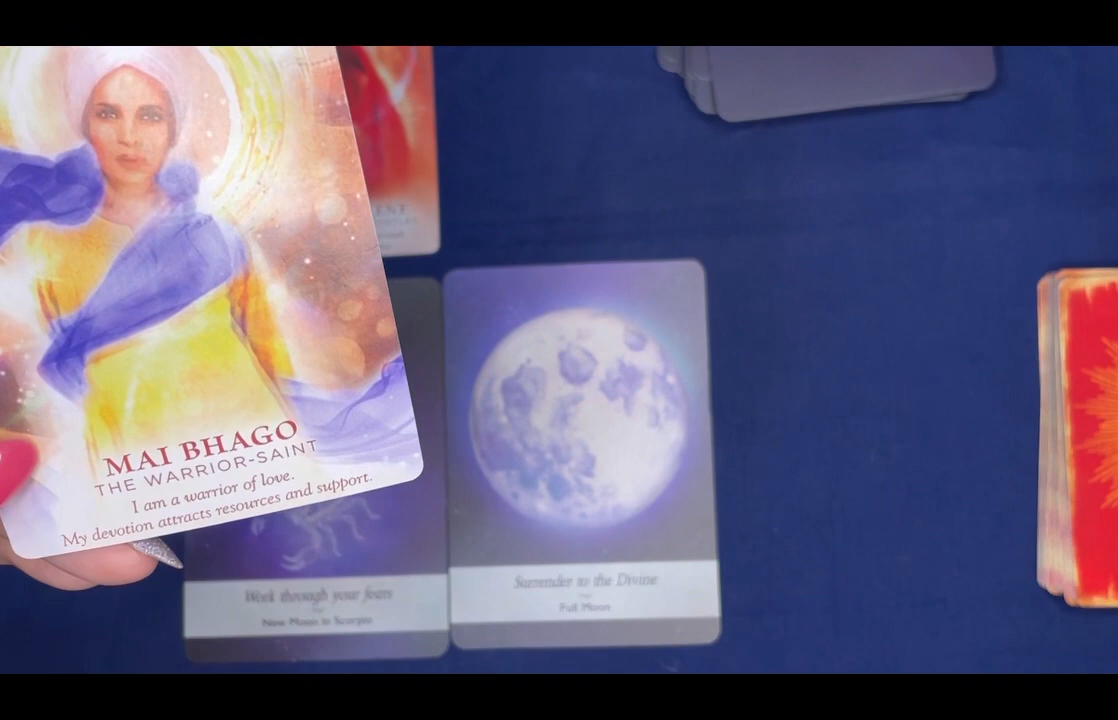 MAI BHAGO
THE WARRIOR-SAINT
I am a warrior of love.
My devotion attracts resources and support.
Work through your fears
New Moon in Scorpio
Surrender to the Divine
Full Moon